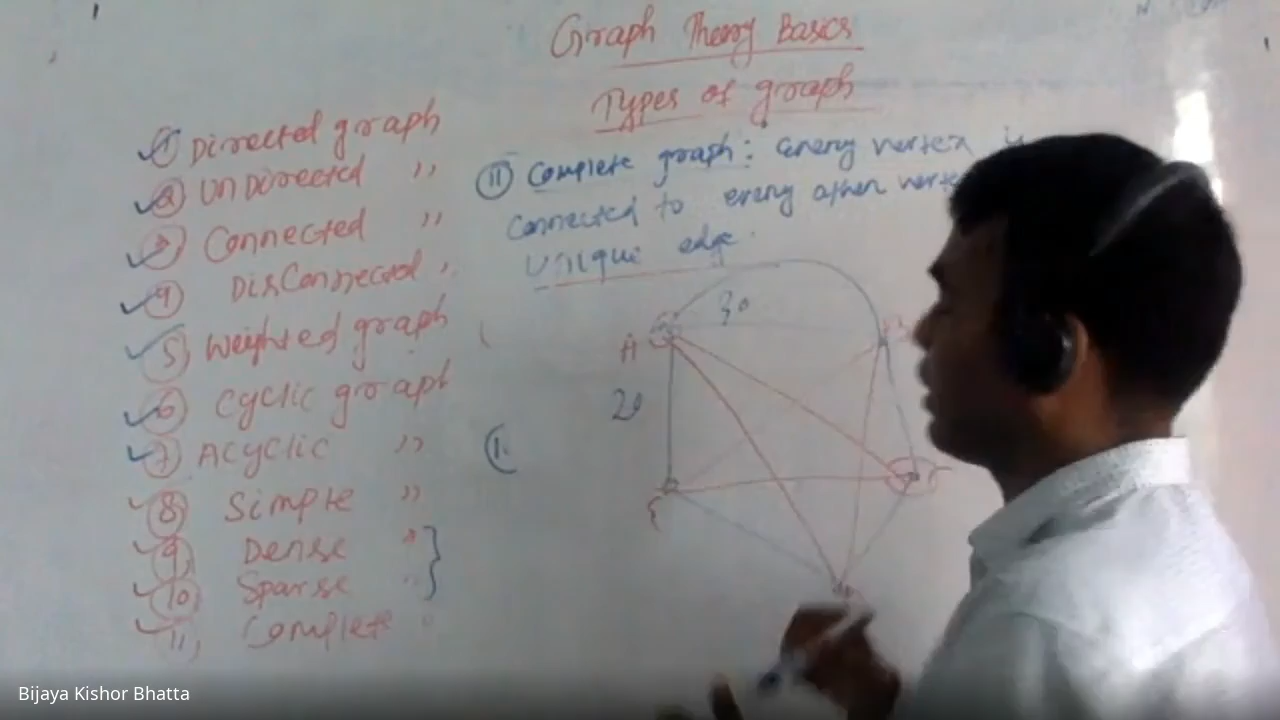 Graph Theory Basics
Types of graph
1 Directed graph
2 UnDirected "
3 Connected "
4 DisConnected "
5 Weighted graph
6 Cyclic graph
7 Acyclic "
8 Simple "
9 Dense "
10 Sparse "
11, Complete "
11 Complete graph: every vertex is
connected to every other verte
unique edge.
30
A
B
20
Bijaya Kishor Bhatta